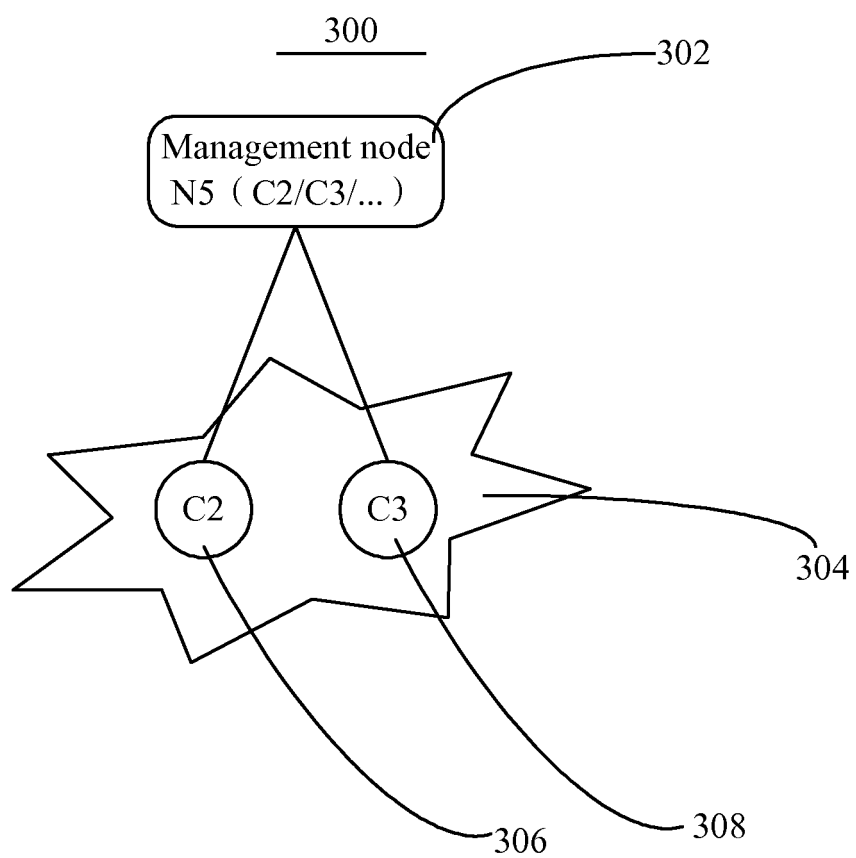 300
302
Management node
N5（C2/C3/...）
C2
C3
304
306
308